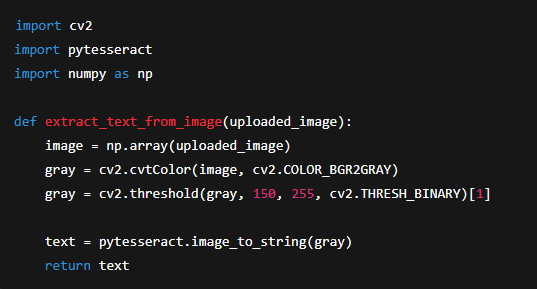 import cv2
import pytesseract
import numpy as np

def extract_text_from_image(uploaded_image):
    image = np.array(uploaded_image)
    gray = cv2.cvtColor(image, cv2.COLOR_BGR2GRAY)
    gray = cv2.threshold(gray, 150, 255, cv2.THRESH_BINARY)[1]

    text = pytesseract.image_to_string(gray)
    return text